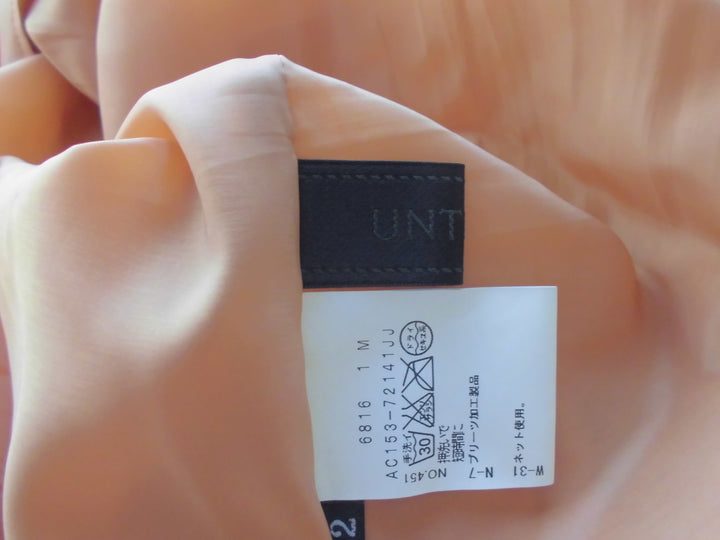 UNT
6816 1 M
AC153-72141JJ
手洗イ
30
ドライ
セキユ系
NO.451
押洗いで
短時間に
N-7 プリーツ加工製品
W-31 ネット使用。
2